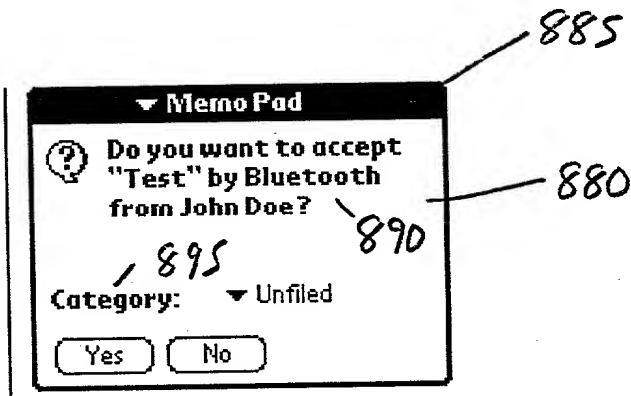 885
▼ Memo Pad
Do you want to accept
"Test" by Bluetooth
from John Doe?
880
890
895
Category: ▼ Unfiled
Yes No